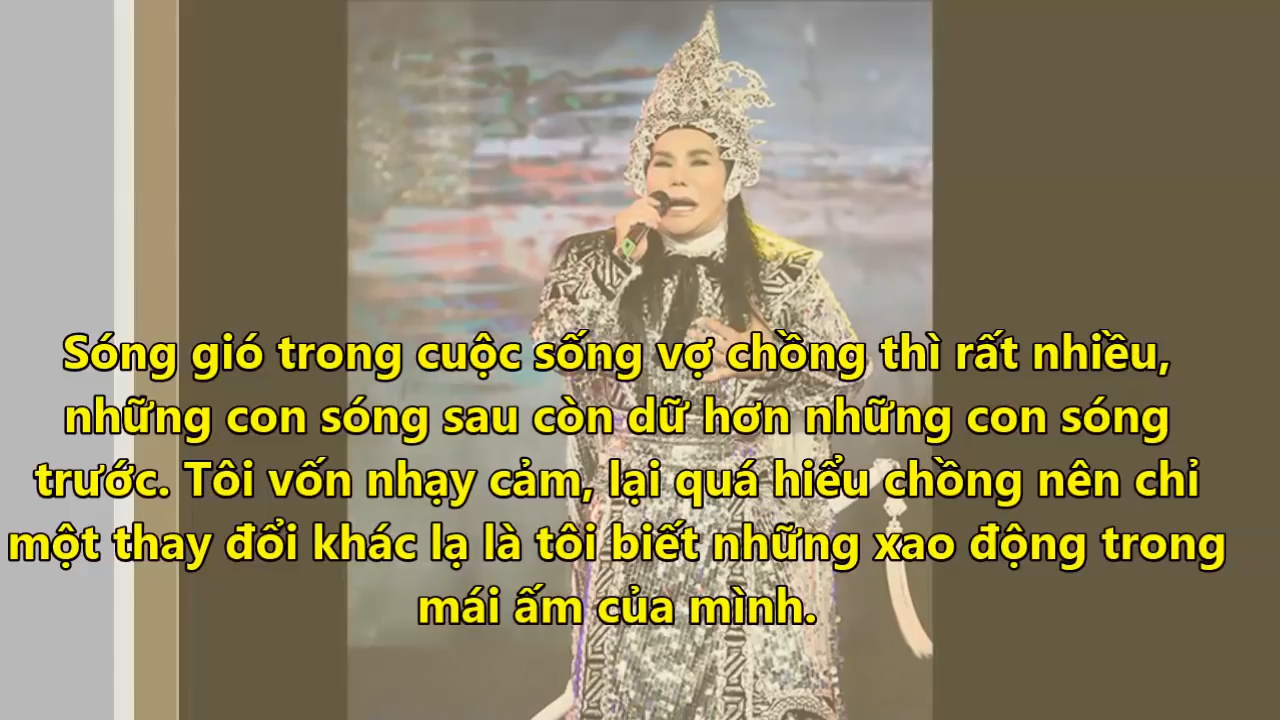 Sóng gió trong cuộc sống vợ chồng thì rất nhiều,
những con sóng sau còn dữ hơn những con sóng
trước. Tôi vốn nhạy cảm, lại quá hiểu chồng nên chỉ
một thay đổi khác lạ là tôi biết những xao động trong
mái ấm của mình.